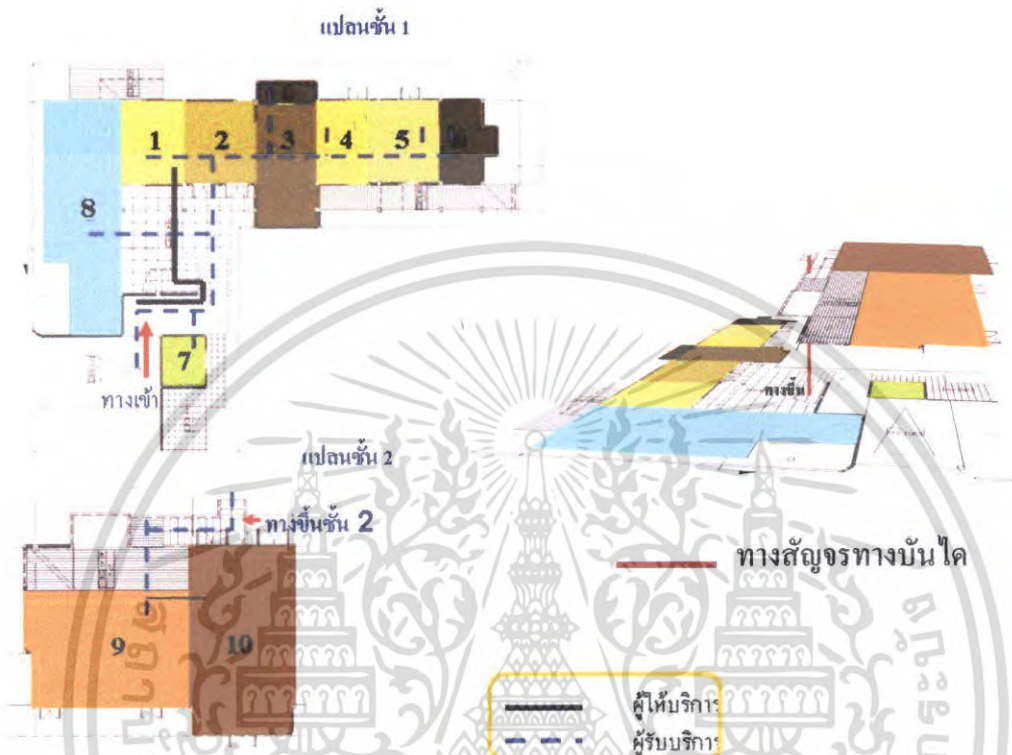 แปลนชั้น 1
1
2
3
4
5
8
7
ทางเข้า
ทางขึ้น
แปลนชั้น 2
ทางขึ้นชั้น 2
ทางสัญจรทางบันได
9
10
ผู้ให้บริการ
ผู้รับบริการ